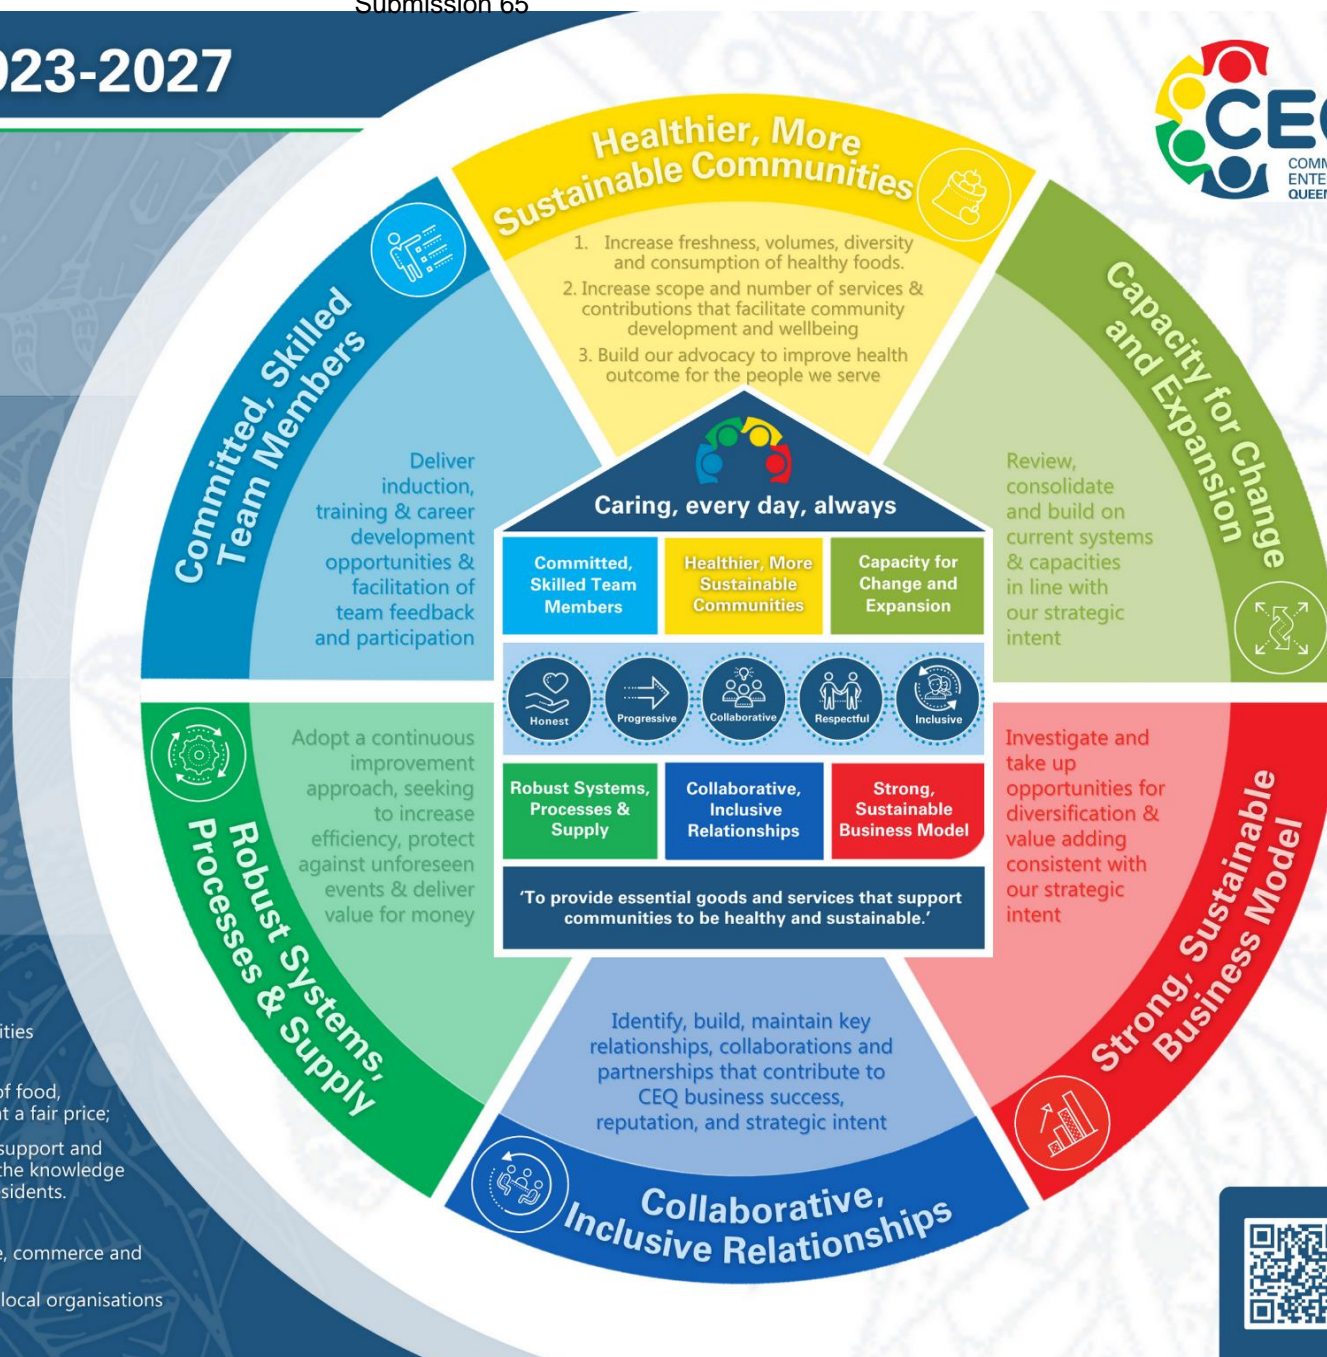 Submission 65
023-2027
CEQ
Healthier, More
Sustainable Communities
1. Increase freshness, volumes, diversity
and consumption of healthy foods.
2. Increase scope and number of services &
contributions that facilitate community
development and wellbeing
3. Build our advocacy to improve health
outcome for the people we serve
Capacity for Change
and Expansion
Review,
consolidate
and build on
current systems
& capacities
in line with
our strategic
intent
Committed, Skilled
Team Members
Deliver
induction,
training & career
development
opportunities &
facilitation of
team feedback
and participation
Caring, every day, always
Committed,
Skilled Team
Members
Healthier, More
Sustainable
Communities
Capacity for
Change and
Expansion
Honest
Progressive
Collaborative
Respectful
Inclusive
Robust Systems,
Processes &
Supply
Collaborative,
Inclusive
Relationships
Strong,
Sustainable
Business Model
'To provide essential goods and services that support
communities to be healthy and sustainable.'
Robust Systems,
Processes & Supply
Adopt a continuous
improvement
approach, seeking
to increase
efficiency, protect
against unforeseen
events & deliver
value for money
Investigate and
take up
opportunities for
diversification &
value adding
consistent with
our strategic
intent
Strong, Sustainable
Business Model
Identify, build, maintain key
relationships, collaborations and
partnerships that contribute to
CEQ business success,
reputation, and strategic intent
Collaborative,
Inclusive Relationships
ities
of food,
at a fair price;
support and
the knowledge
esidents.
, commerce and
local organisations